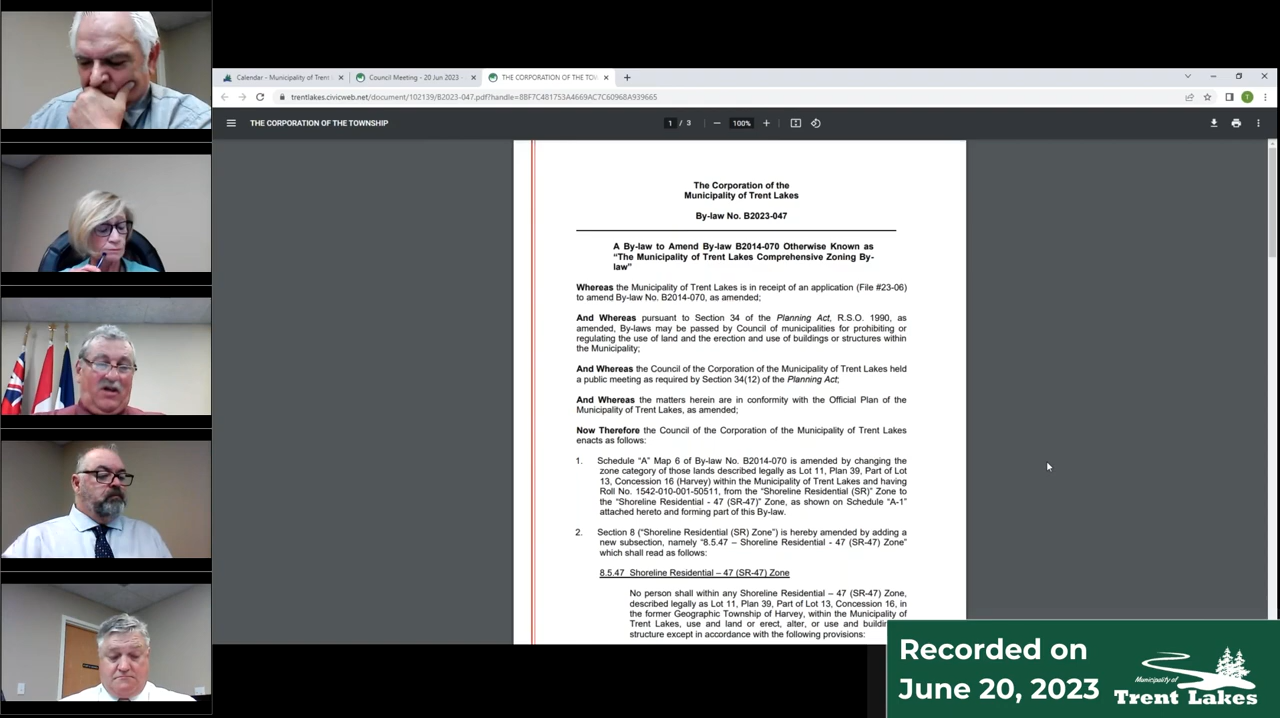 Calendar - Municipality of Trent
Council Meeting - 20 Jun 2023 -
THE CORPORATION OF THE TOW
trentlakes.civicweb.net/document/102139/B2023-047.pdf?handle=8BF7C481753A4669AC7C60968A939665
T
THE CORPORATION OF THE TOWNSHIP
1 / 3
100%
The Corporation of the
Municipality of Trent Lakes
By-law No. B2023-047
A By-law to Amend By-law B2014-070 Otherwise Known as
“The Municipality of Trent Lakes Comprehensive Zoning By-
law”
Whereas the Municipality of Trent Lakes is in receipt of an application (File #23-06)
to amend By-law No. B2014-070, as amended;
And Whereas pursuant to Section 34 of the Planning Act, R.S.O. 1990, as
amended, By-laws may be passed by Council of municipalities for prohibiting or
regulating the use of land and the erection and use of buildings or structures within
the Municipality;
And Whereas the Council of the Corporation of the Municipality of Trent Lakes held
a public meeting as required by Section 34(12) of the Planning Act;
And Whereas the matters herein are in conformity with the Official Plan of the
Municipality of Trent Lakes, as amended;
Now Therefore the Council of the Corporation of the Municipality of Trent Lakes
enacts as follows:
1. Schedule “A” Map 6 of By-law No. B2014-070 is amended by changing the
zone category of those lands described legally as Lot 11, Plan 39, Part of Lot
13, Concession 16 (Harvey) within the Municipality of Trent Lakes and having
Roll No. 1542-010-001-50511, from the “Shoreline Residential (SR)” Zone to
the “Shoreline Residential - 47 (SR-47)” Zone, as shown on Schedule “A-1”
attached hereto and forming part of this By-law.
2. Section 8 (“Shoreline Residential (SR) Zone”) is hereby amended by adding a
new subsection, namely “8.5.47 – Shoreline Residential - 47 (SR-47) Zone”
which shall read as follows:
8.5.47 Shoreline Residential – 47 (SR-47) Zone
No person shall within any Shoreline Residential – 47 (SR-47) Zone,
described legally as Lot 11, Plan 39, Part of Lot 13, Concession 16, in
the former Geographic Township of Harvey, within the Municipality of
Trent Lakes, use and land or erect, alter, or use and buildin
structure except in accordance with the following provisions:
Recorded on
June 20, 2023
Municipality of
Trent Lakes